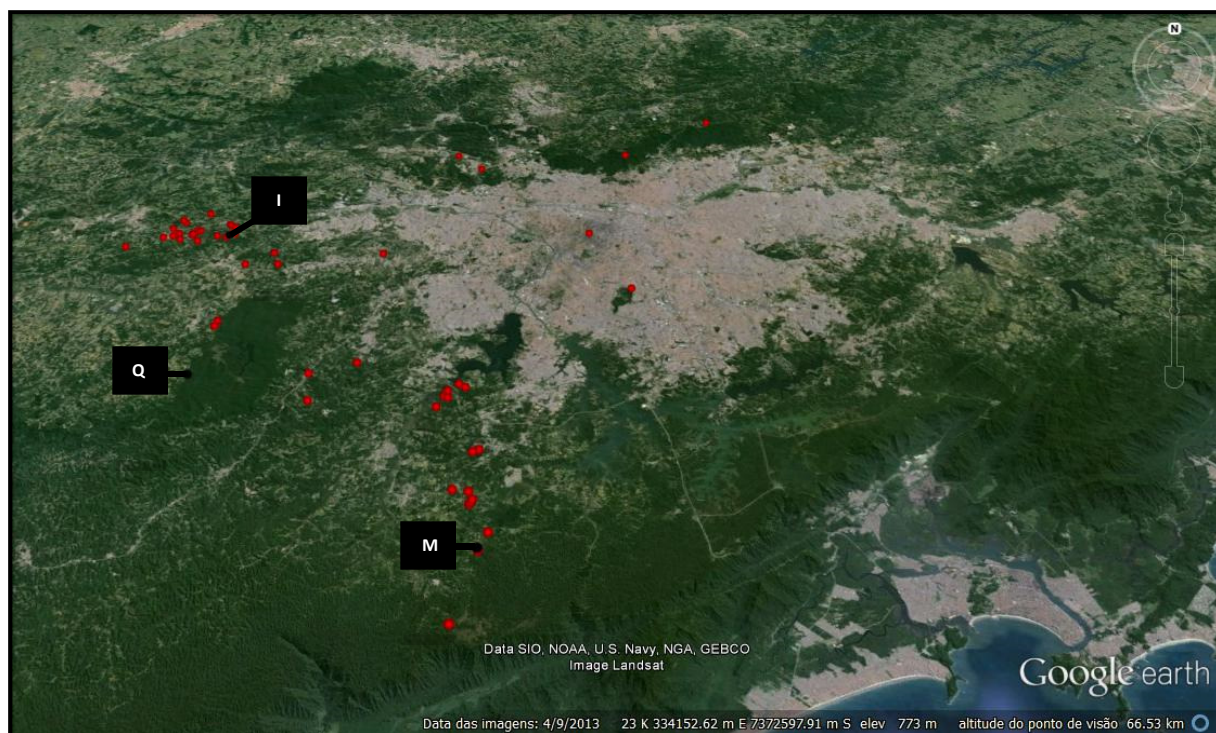 N
I
Q
M
Data SIO, NOAA, U.S. Navy, NGA, GEBCO
Image Landsat
Google earth
Data das imagens: 4/9/2013 23 K 334152.62 m E 7372597.91 m S elev 773 m altitude do ponto de visão 66.53 km